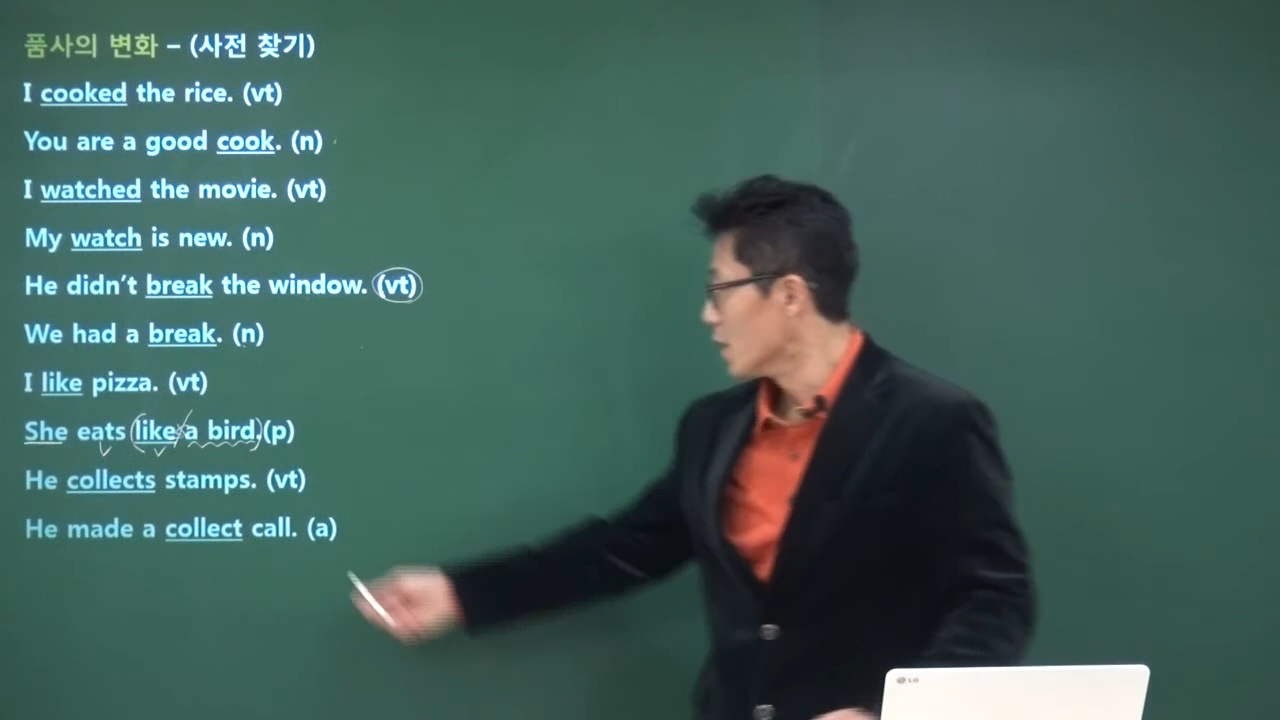 품사의 변화 – (사전 찾기)
I cooked the rice. (vt)
You are a good cook. (n)
I watched the movie. (vt)
My watch is new. (n)
He didn’t break the window. (vt)
We had a break. (n)
I like pizza. (vt)
She eats like a bird.(p)
He collects stamps. (vt)
He made a collect call. (a)
LG